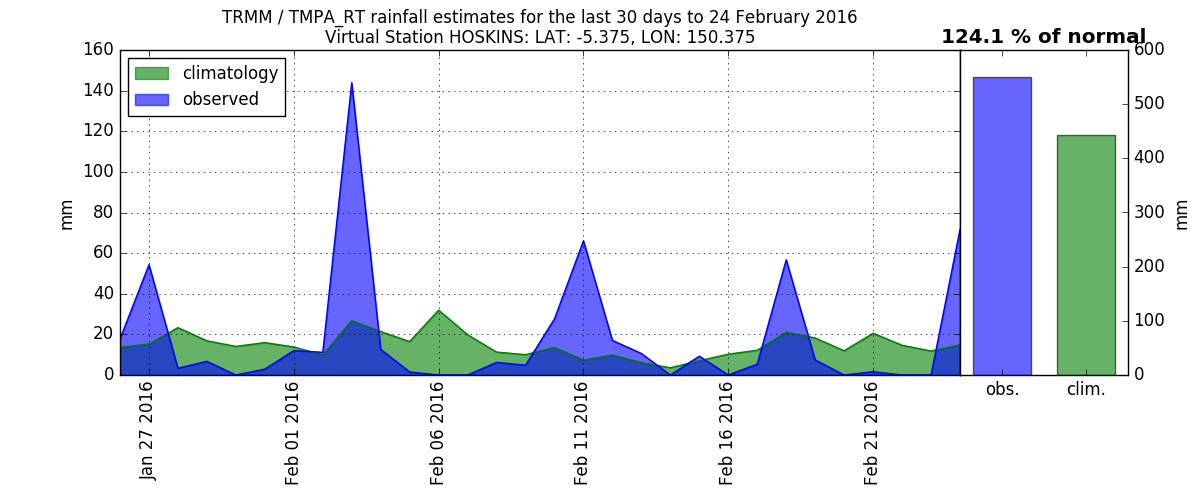 TRMM / TMPA_RT rainfall estimates for the last 30 days to 24 February 2016
Virtual Station HOSKINS: LAT: -5.375, LON: 150.375
124.1 % of normal
climatology
observed
mm
160
140
120
100
80
60
40
20
0
Jan 27 2016
Feb 01 2016
Feb 06 2016
Feb 11 2016
Feb 16 2016
Feb 21 2016
600
500
400
300
200
100
0
mm
obs.
clim.